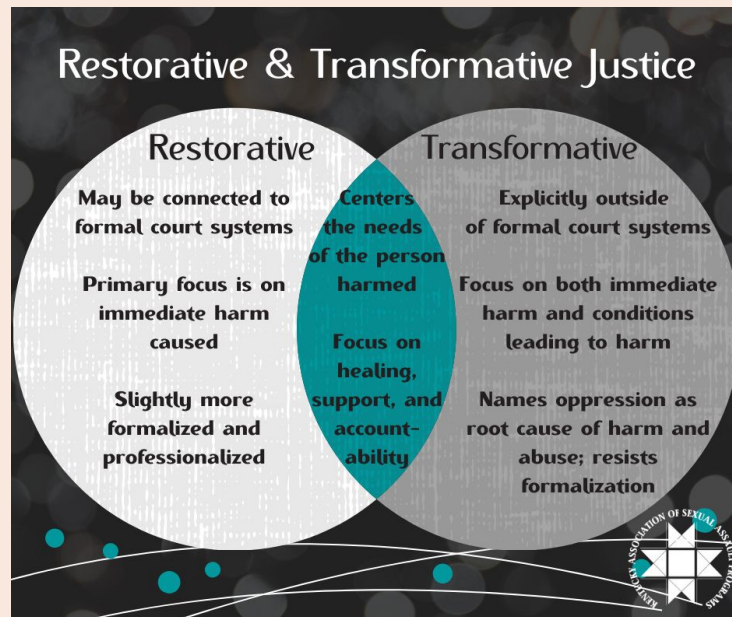 Restorative & Transformative Justice
Restorative
May be connected to
formal court systems
Primary focus is on
immediate harm
caused
Slightly more
formalized and
professionalized
Centers
the needs
of the person
harmed
Focus on
healing,
support, and
account-
ability
Transformative
Explicitly outside
of formal court systems
Focus on both immediate
harm and conditions
leading to harm
Names oppression as
root cause of harm and
abuse; resists
formalization
KENTUCKY ASSOCIATION OF SEXUAL ASSAULT PROGRAMS